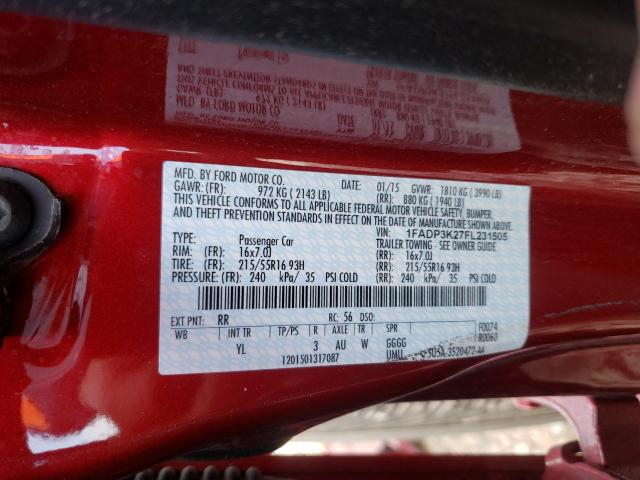 MFD. BY FORD MOTOR CO. DATE: 01/15 GVWR: 1810 KG ( 3990 LB)
GAWR: (FR): 972 KG ( 2143 LB) (RR): 880 KG ( 1940 LB)
THIS VEHICLE CONFORMS TO ALL APPLICABLE FEDERAL MOTOR VEHICLE SAFETY, BUMPER,
AND THEFT PREVENTION STANDARDS IN EFFECT ON THE DATE OF MANUFACTURE SHOWN ABOVE.
VIN: 1FADP3K27FL231505
TYPE: Passenger Car TRAILER TOWING - SEE OWNER GUIDE
RIM: (FR): 16x7.0J (RR): 16x7.0J
TIRE: (FR): 215/55R16 93H (RR): 215/55R16 93H
PRESSURE: (FR): 240 kPa/ 35 PSI COLD (RR): 240 kPa/ 35 PSI COLD
EXT PNT: RR RC: 56 DSO: F0074
WB INT TR TP/PS R AXLE TR SPR R0060
YL 3 AU W GGGG
1201501317087 UMU